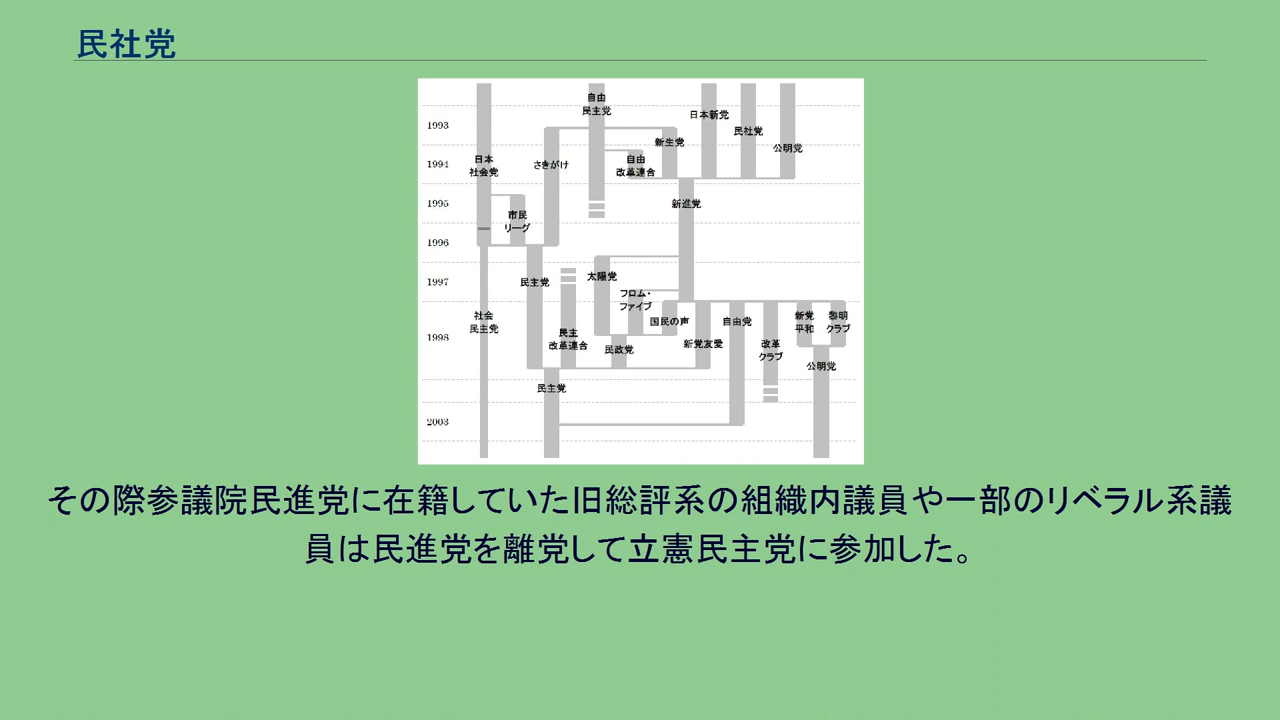 民社党
自由
民主党
日本新党
1993
民社党
新生党
公明党
日本
社会党
さきがけ
自由
改革連合
1994
1995
新進党
市民
リーグ
1996
太陽党
1997
民主党
フロム・
ファイブ
社会
民主党
国民の声
自由党
新党
平和
黎明
クラブ
1998
民主
改革連合
民政党
新党友愛
改革
クラブ
公明党
民主党
2003
その際参議院民進党に在籍していた旧総評系の組織内議員や一部のリベラル系議
員は民進党を離党して立憲民主党に参加した。